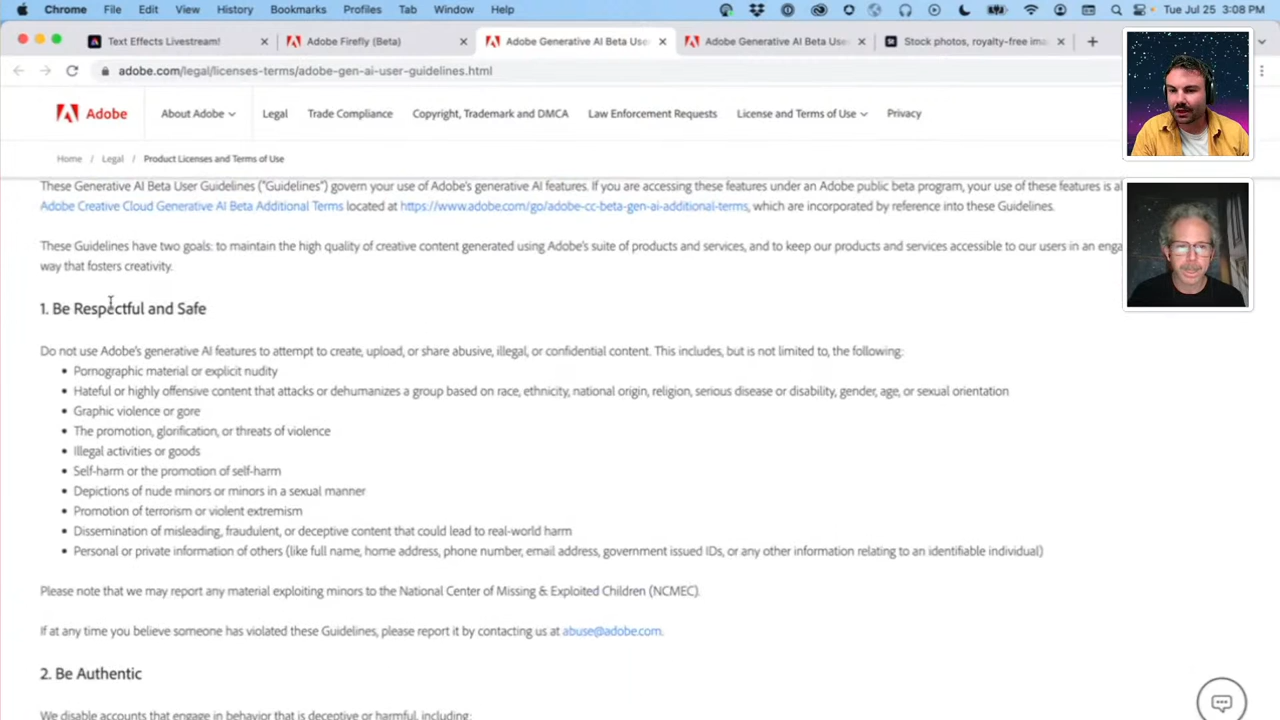 Chrome File Edit View History Bookmarks Profiles Tab Window Help Tue Jul 25 3:08 PM
Text Effects Livestream! Adobe Firefly (Beta) Adobe Generative AI Beta Use Adobe Generative AI Beta Use Stock photos, royalty-free ima
adobe.com/legal/licenses-terms/adobe-gen-ai-user-guidelines.html
Adobe About Adobe Legal Trade Compliance Copyright, Trademark and DMCA Law Enforcement Requests License and Terms of Use Privacy
Home / Legal / Product Licenses and Terms of Use
These Generative AI Beta User Guidelines ("Guidelines") govern your use of Adobe's generative AI features. If you are accessing these features under an Adobe public beta program, your use of these features is al
Adobe Creative Cloud Generative AI Beta Additional Terms located at https://www.adobe.com/go/adobe-cc-beta-gen-ai-additional-terms, which are incorporated by reference into these Guidelines.
These Guidelines have two goals: to maintain the high quality of creative content generated using Adobe's suite of products and services, and to keep our products and services accessible to our users in an enga
way that fosters creativity.
1. Be Respectful and Safe
Do not use Adobe's generative AI features to attempt to create, upload, or share abusive, illegal, or confidential content. This includes, but is not limited to, the following:
• Pornographic material or explicit nudity
• Hateful or highly offensive content that attacks or dehumanizes a group based on race, ethnicity, national origin, religion, serious disease or disability, gender, age, or sexual orientation
• Graphic violence or gore
• The promotion, glorification, or threats of violence
• Illegal activities or goods
• Self-harm or the promotion of self-harm
• Depictions of nude minors or minors in a sexual manner
• Promotion of terrorism or violent extremism
• Dissemination of misleading, fraudulent, or deceptive content that could lead to real-world harm
• Personal or private information of others (like full name, home address, phone number, email address, government issued IDs, or any other information relating to an identifiable individual)
Please note that we may report any material exploiting minors to the National Center of Missing & Exploited Children (NCMEC).
If at any time you believe someone has violated these Guidelines, please report it by contacting us at abuse@adobe.com.
2. Be Authentic
We disable accounts that engage in behavior that is deceptive or harmful, including: